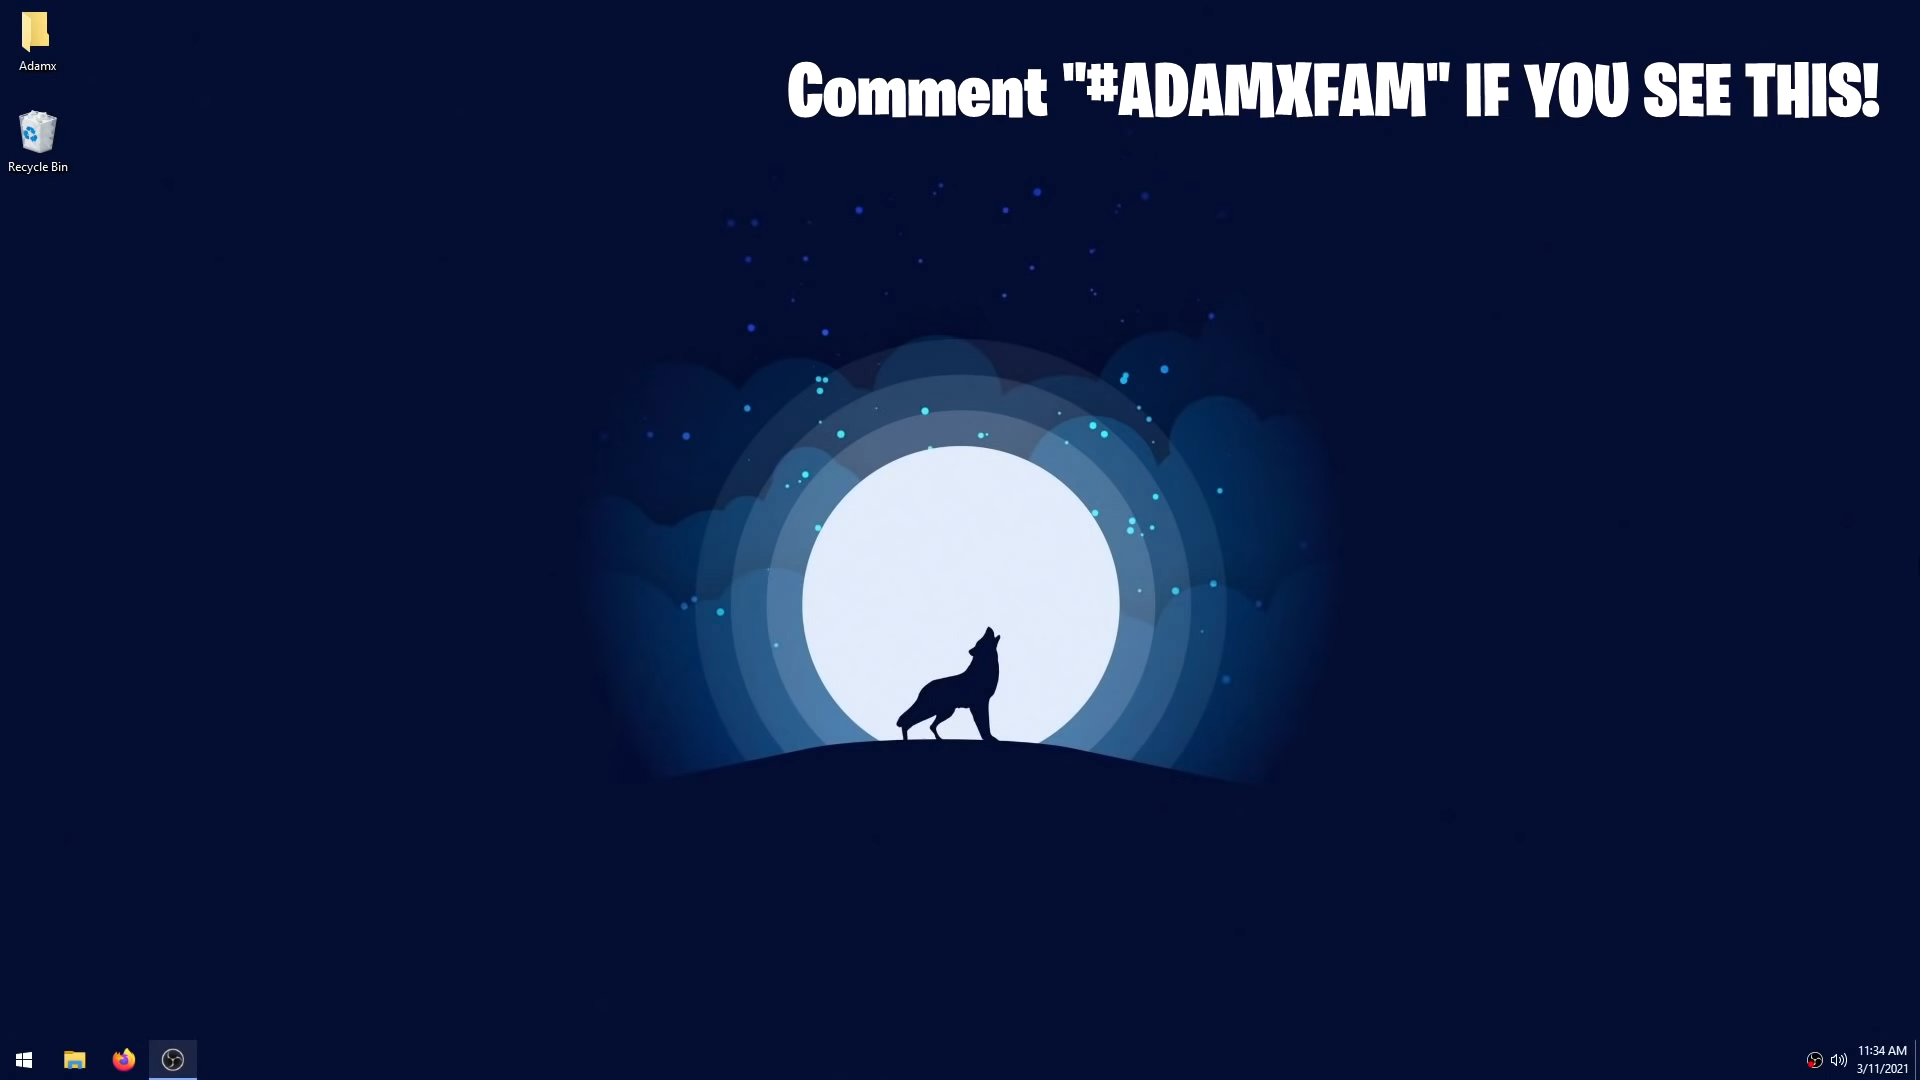 Adamx
Comment "#ADAMXFAM" IF YOU SEE THIS!
Recycle Bin
11:34 AM
3/11/2021